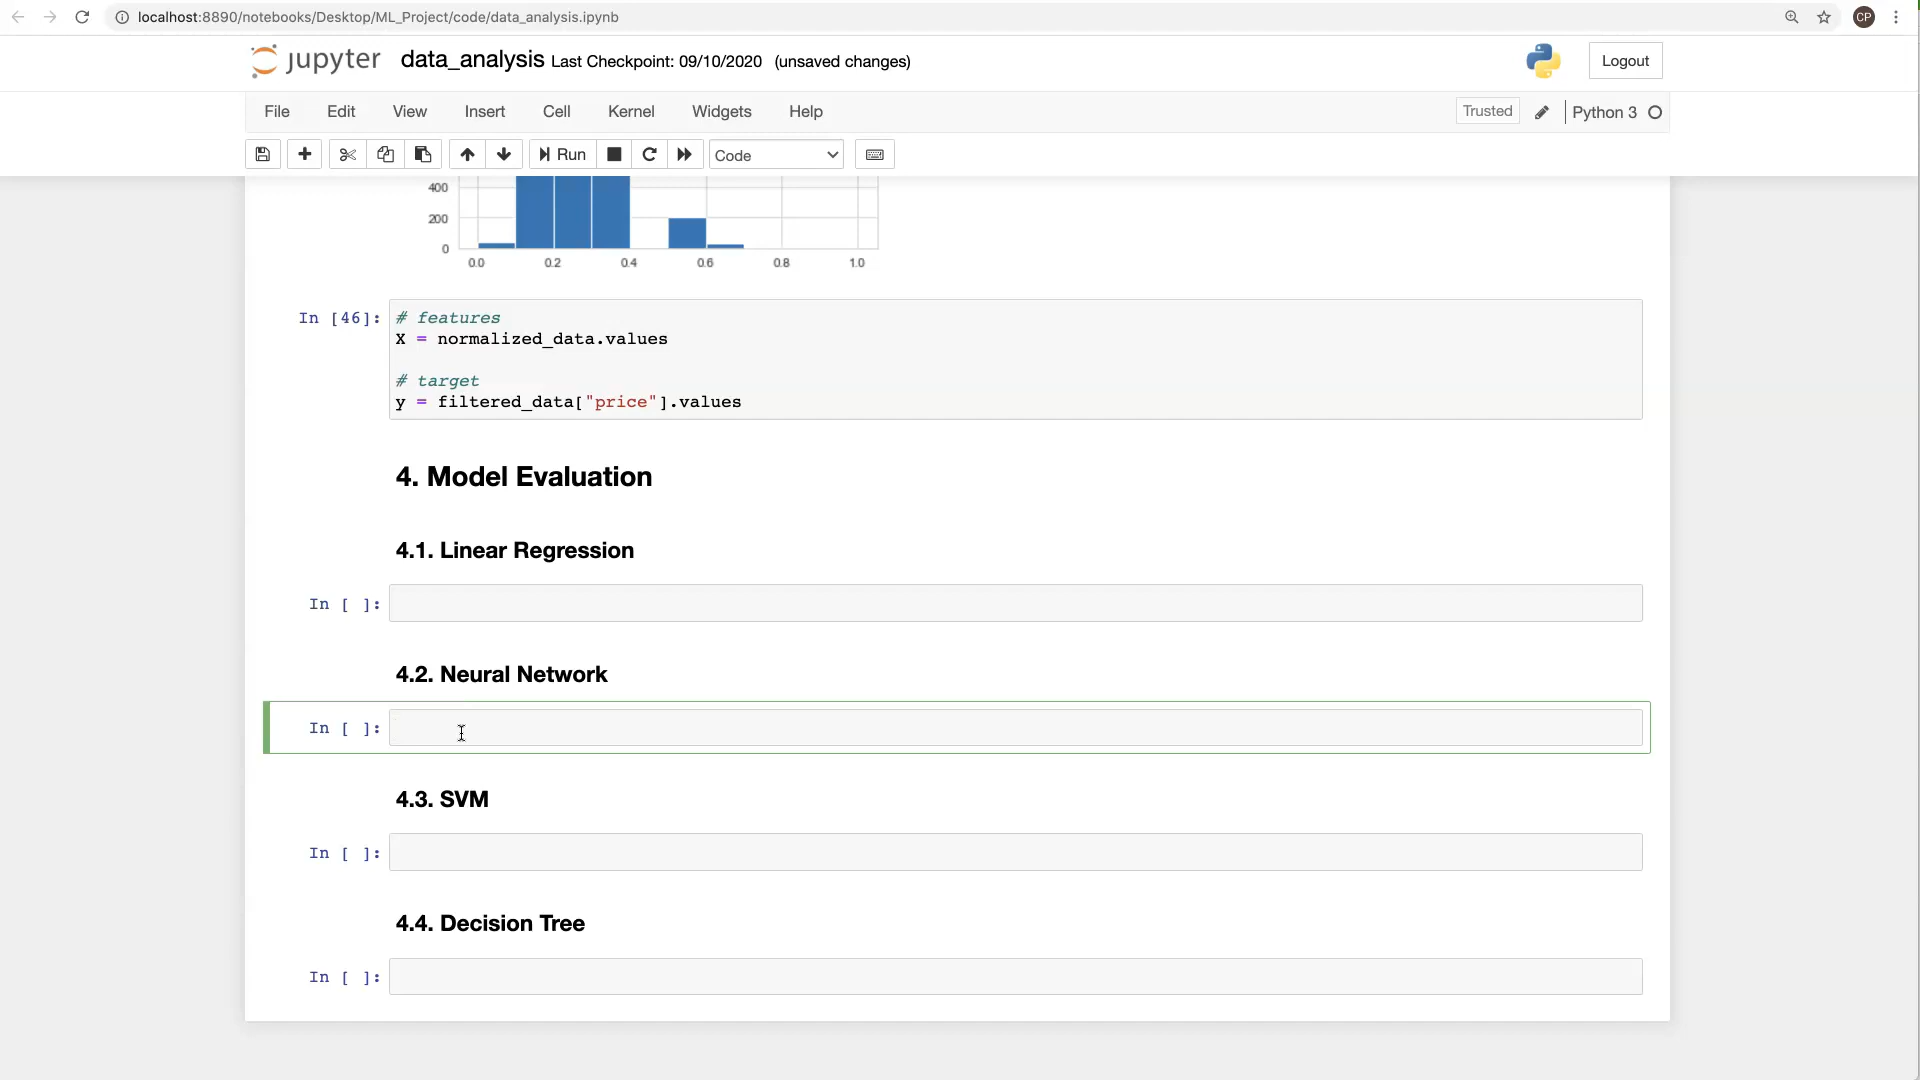 localhost:8890/notebooks/Desktop/ML_Project/code/data_analysis.ipynb
CP
jupyter data_analysis Last Checkpoint: 09/10/2020 (unsaved changes)
Logout
File Edit View Insert Cell Kernel Widgets Help
Trusted Python 3
Run Code
400
200
0
0.0 0.2 0.4 0.6 0.8 1.0
In [46]: # features
X = normalized_data.values
# target
y = filtered_data["price"].values
4. Model Evaluation
4.1. Linear Regression
In [ ]:
4.2. Neural Network
In [ ]:
4.3. SVM
In [ ]:
4.4. Decision Tree
In [ ]: